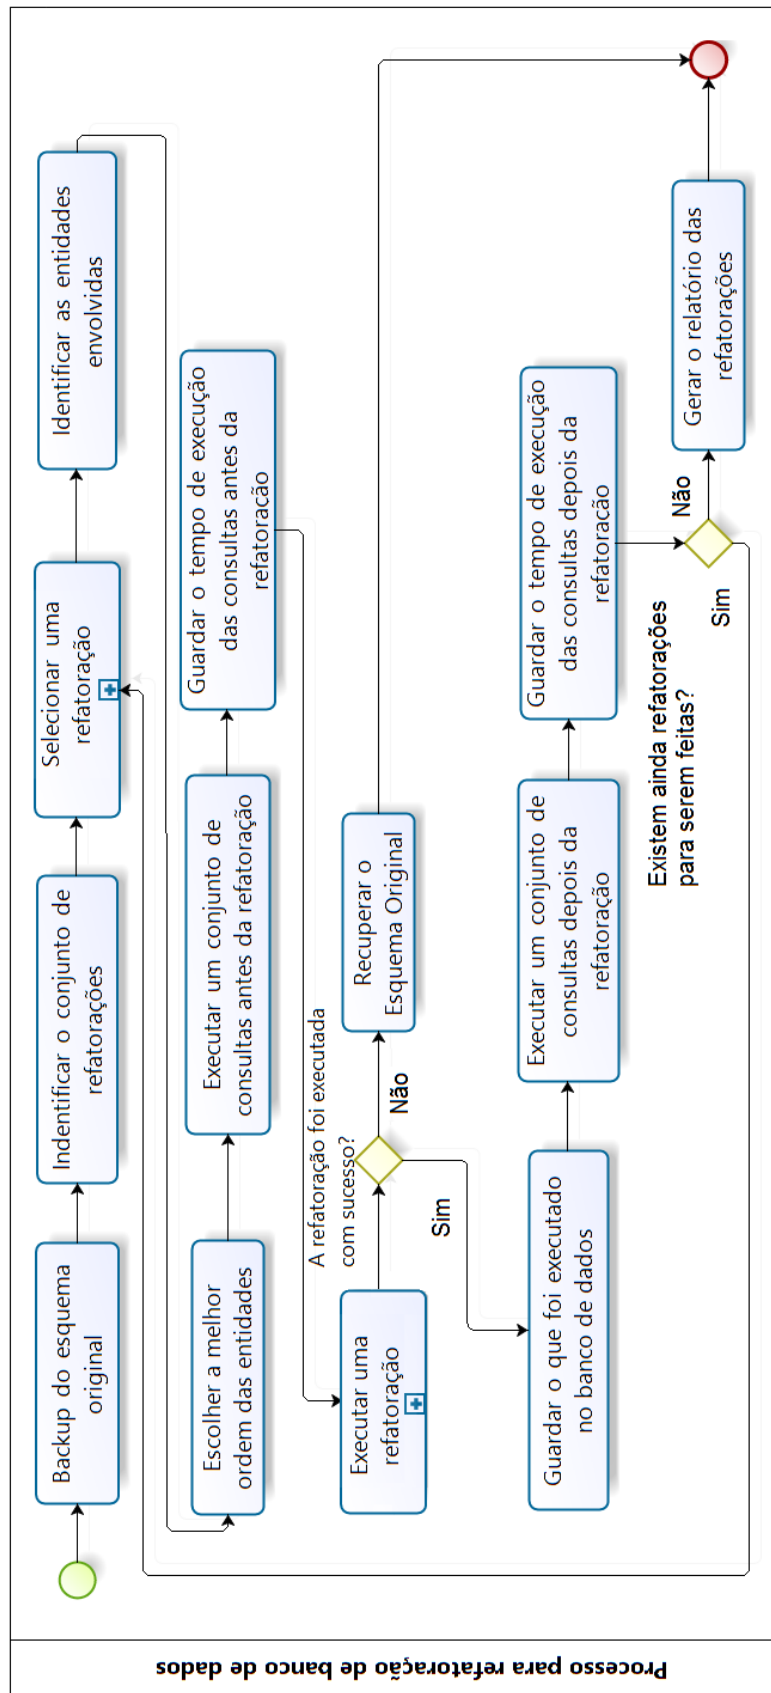 Processo para refatoração de banco de dados
Backup do esquema
original
Indentificar o conjunto de
refatorações
Selecionar uma
refatoração
Identificar as entidades
envolvidas
Escolher a melhor
ordem das entidades
Executar um conjunto de
consultas antes da refatoração
Guardar o tempo de execução
das consultas antes da
refatoração
Executar uma
refatoração
A refatoração foi executada
com sucesso?
Não
Sim
Recuperar o
Esquema Original
Guardar o que foi executado
no banco de dados
Executar um conjunto de
consultas depois da
refatoração
Guardar o tempo de execução
das consultas depois da
refatoração
Existem ainda refatorações
para serem feitas?
Não
Sim
Gerar o relatório das
refatorações